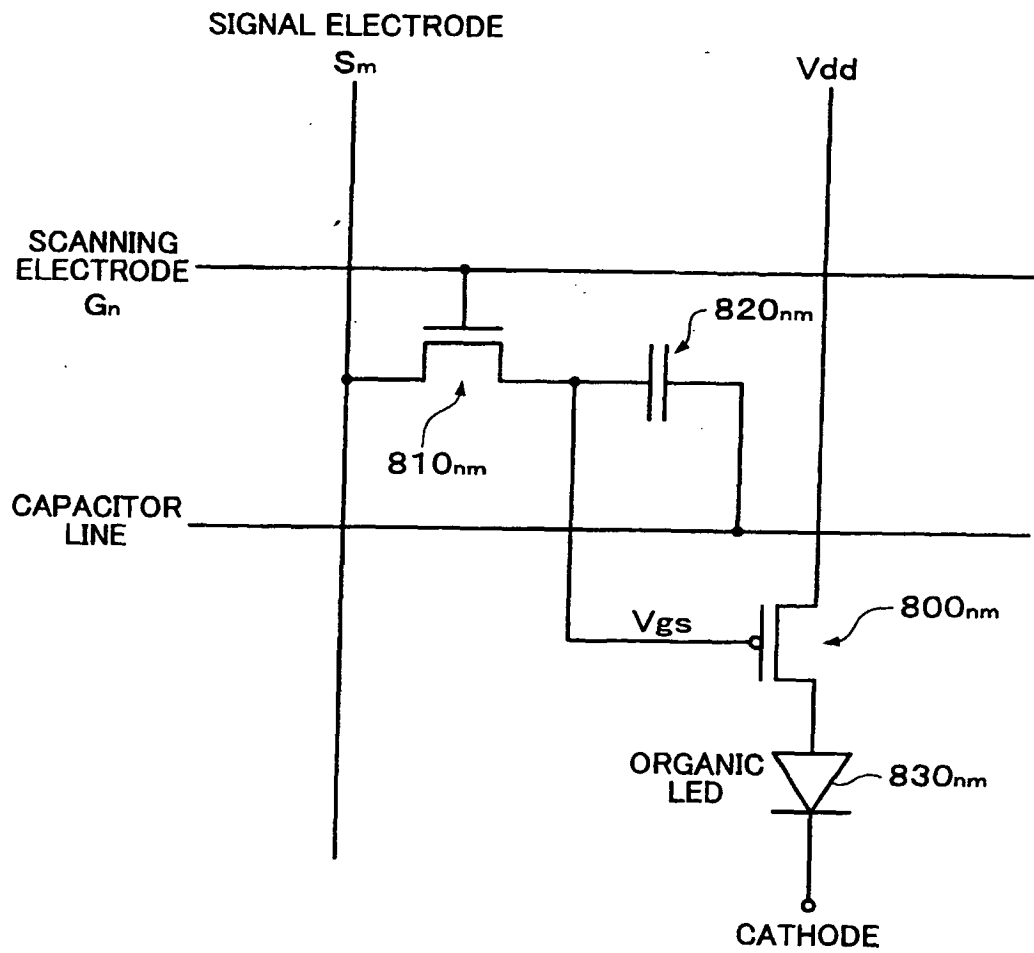 SIGNAL ELECTRODE
Sm
Vdd
SCANNING
ELECTRODE
Gn
820nm
810nm
CAPACITOR
LINE
Vgs
800nm
ORGANIC
LED
830nm
CATHODE